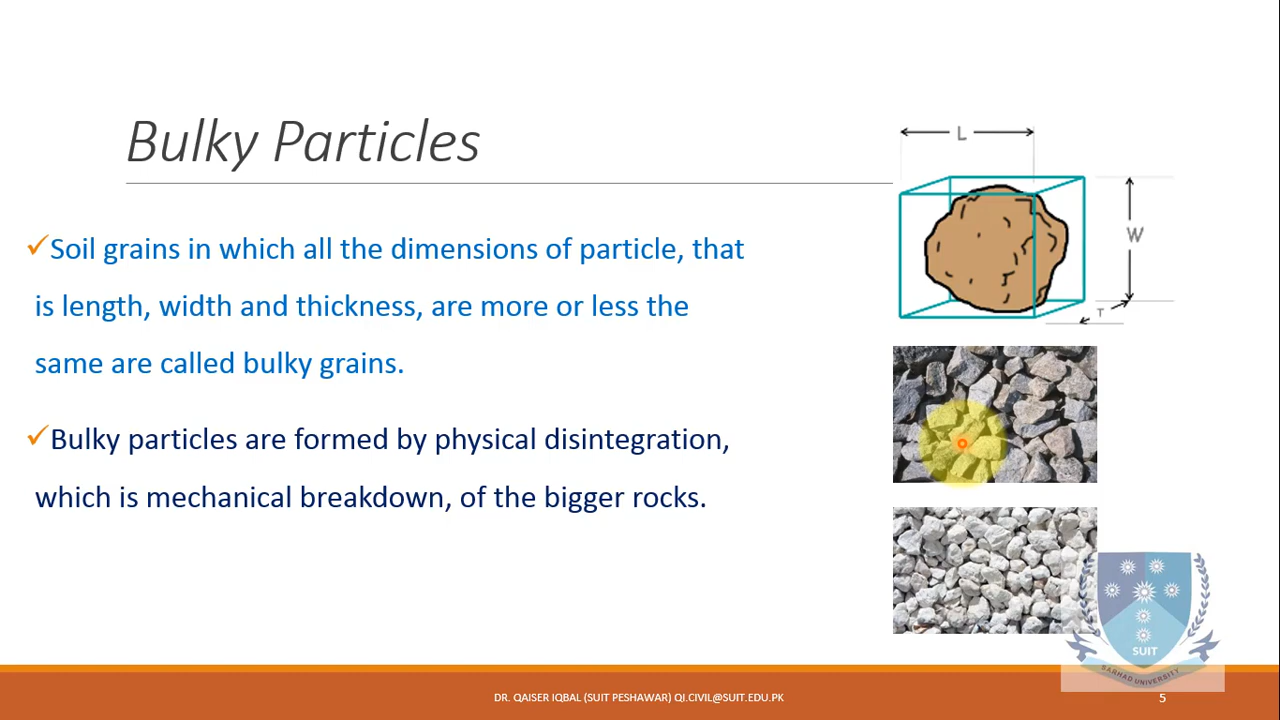 Bulky Particles
L
W
T
✓Soil grains in which all the dimensions of particle, that
is length, width and thickness, are more or less the
same are called bulky grains.
✓Bulky particles are formed by physical disintegration,
which is mechanical breakdown, of the bigger rocks.
SUIT
SARHAD UNIVERSITY
DR. QAISER IQBAL (SUIT PESHAWAR) QI.CIVIL@SUIT.EDU.PK
5